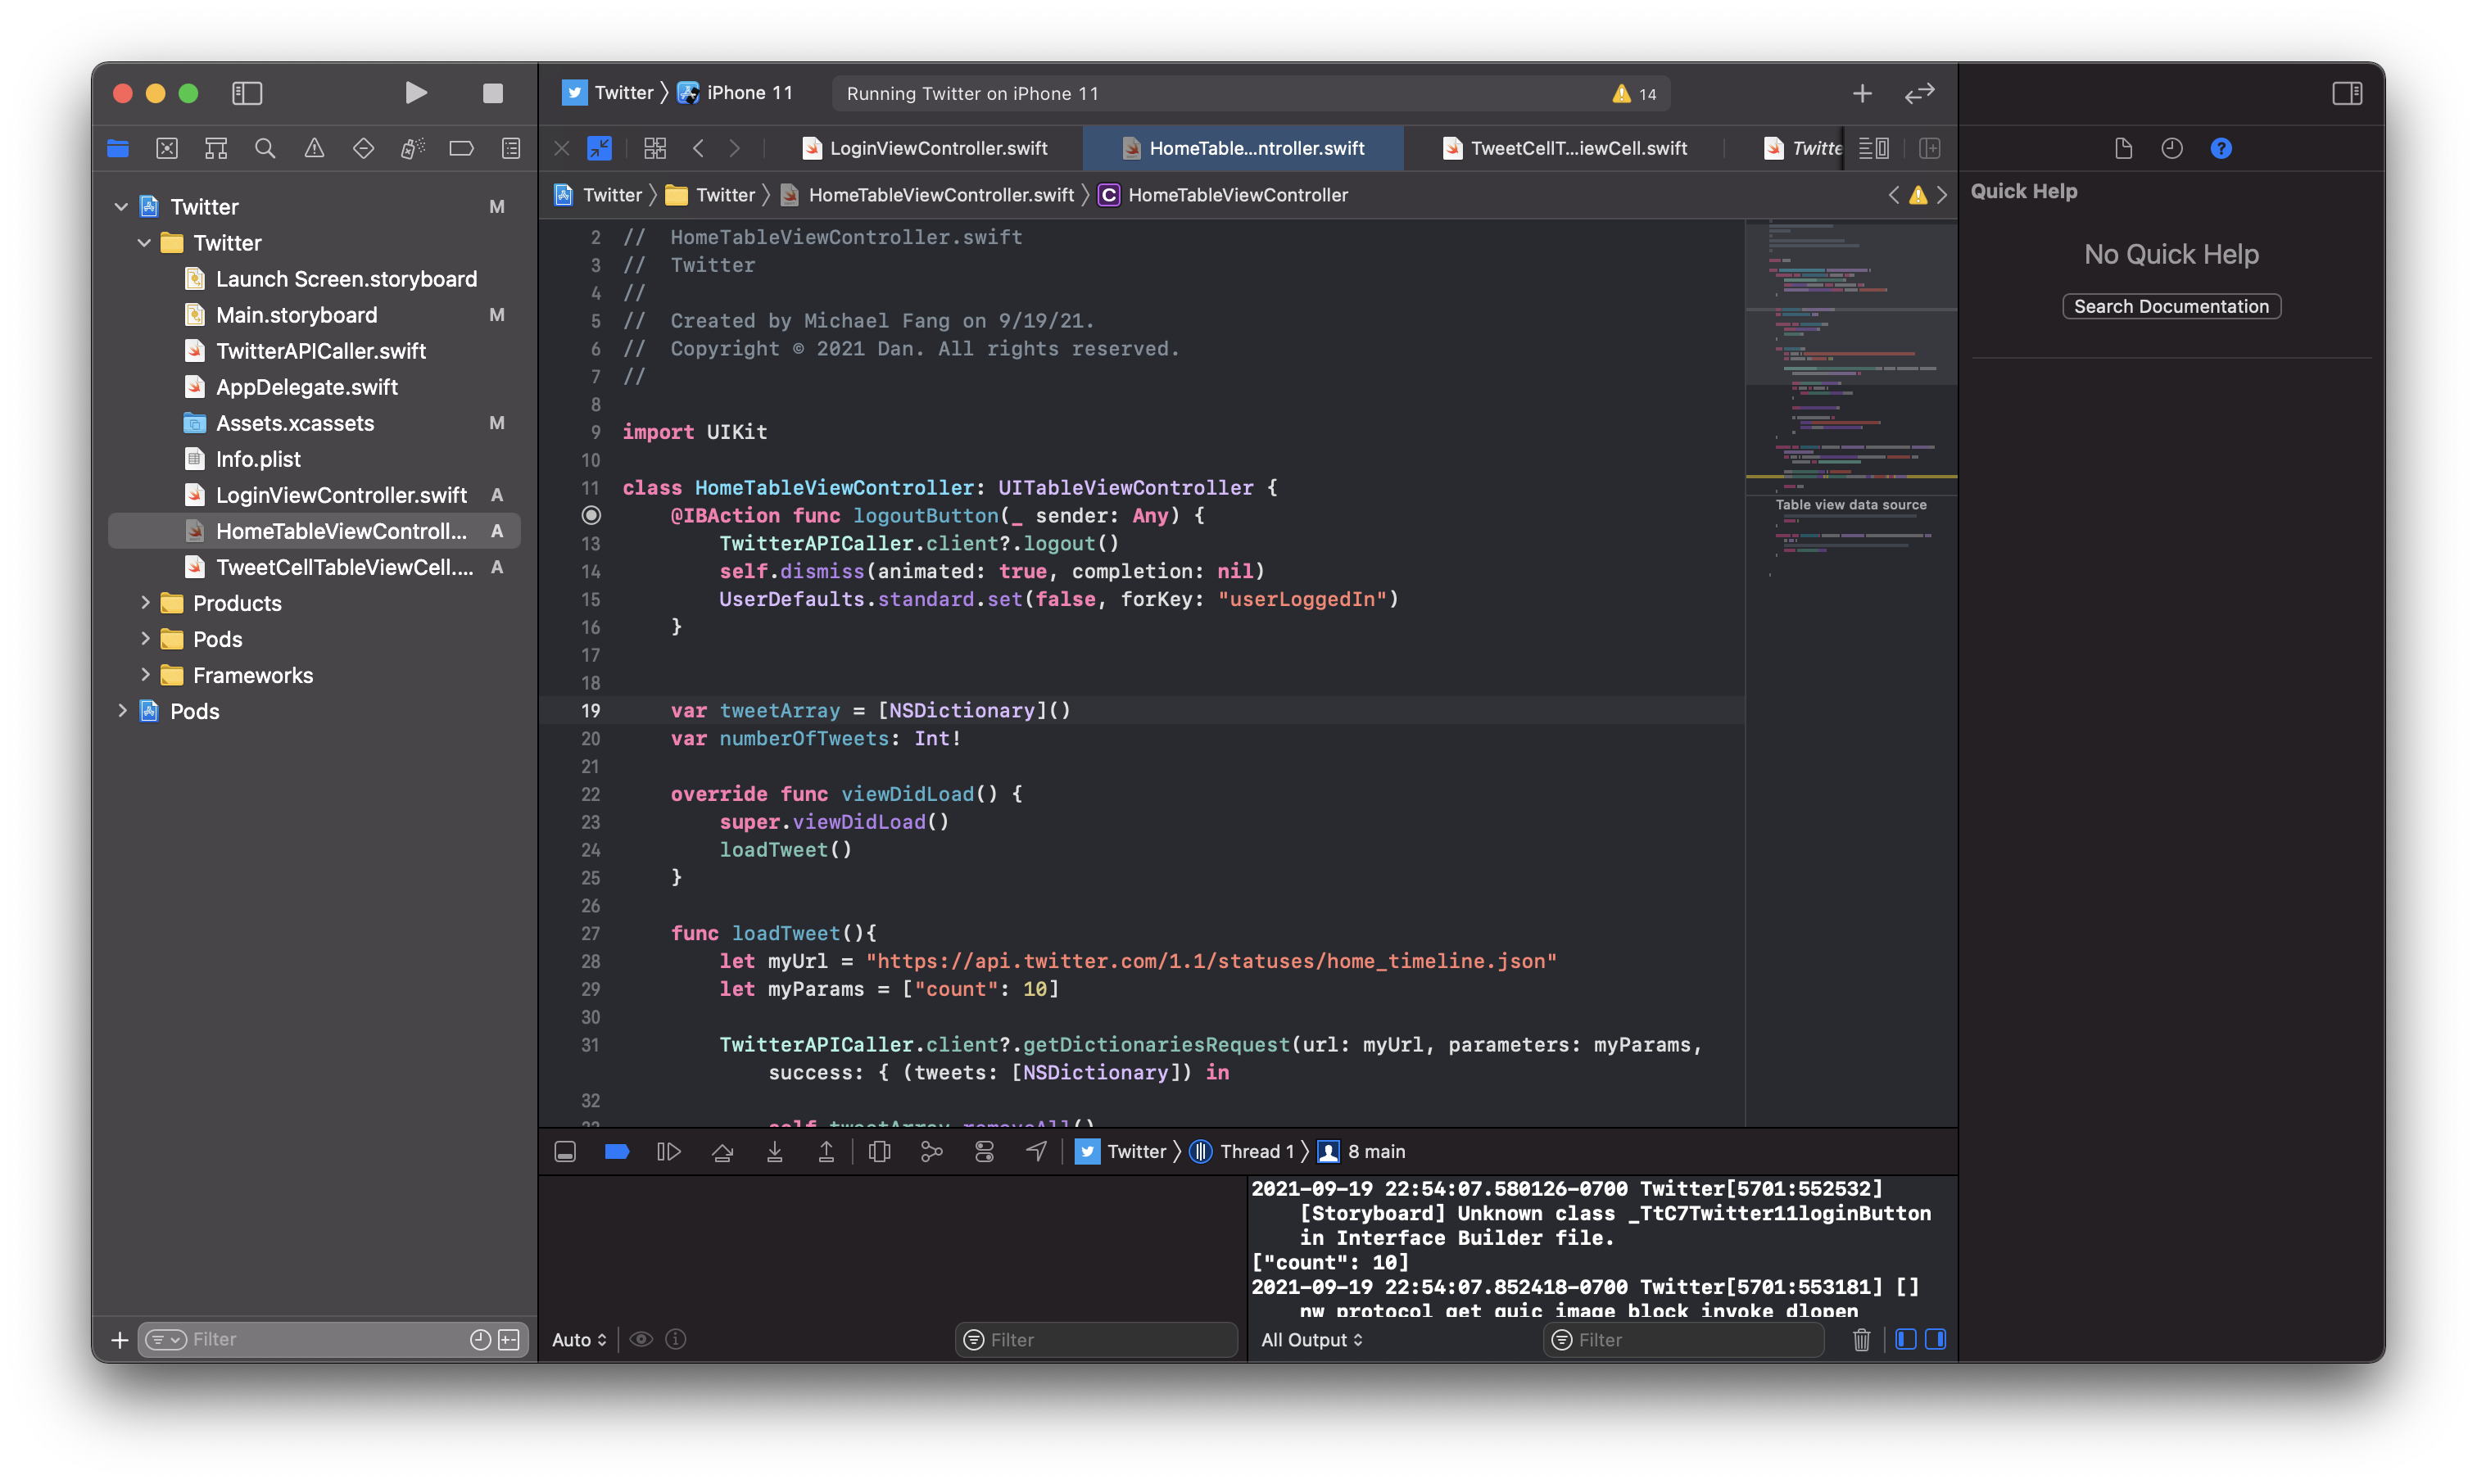 Twitter
iPhone 11
Running Twitter on iPhone 11
14
LoginViewController.swift
HomeTable...ntroller.swift
TweetCellT...iewCell.swift
Twitte
Twitter
Twitter
HomeTableViewController.swift
C
HomeTableViewController
Quick Help
No Quick Help
Search Documentation
Twitter M
Twitter
Launch Screen.storyboard
Main.storyboard M
TwitterAPICaller.swift
AppDelegate.swift
Assets.xcassets M
Info.plist
LoginViewController.swift A
HomeTableViewControll... A
TweetCellTableViewCell.... A
Products
Pods
Frameworks
Pods
Filter
2 //  HomeTableViewController.swift
3 //  Twitter
4 //
5 //  Created by Michael Fang on 9/19/21.
6 //  Copyright © 2021 Dan. All rights reserved.
7 //
8
9 import UIKit
10
11 class HomeTableViewController: UITableViewController {
@IBAction func logoutButton(_ sender: Any) {
13 TwitterAPICaller.client?.logout()
14 self.dismiss(animated: true, completion: nil)
15 UserDefaults.standard.set(false, forKey: "userLoggedIn")
16 }
17
18
19 var tweetArray = [NSDictionary]()
20 var numberOfTweets: Int!
21
22 override func viewDidLoad() {
23 super.viewDidLoad()
24 loadTweet()
25 }
26
27 func loadTweet(){
28 let myUrl = "https://api.twitter.com/1.1/statuses/home_timeline.json"
29 let myParams = ["count": 10]
30
31 TwitterAPICaller.client?.getDictionariesRequest(url: myUrl, parameters: myParams,
success: { (tweets: [NSDictionary]) in
32
33 self.tweetArray.removeAll()
Table view data source
Twitter
Thread 1
8 main
2021-09-19 22:54:07.580126-0700 Twitter[5701:552532]
[Storyboard] Unknown class _TtC7Twitter11loginButton
in Interface Builder file.
["count": 10]
2021-09-19 22:54:07.852418-0700 Twitter[5701:553181] []
nw_protocol_get_quic_image_block_invoke dlopen
Auto
Filter
All Output
Filter